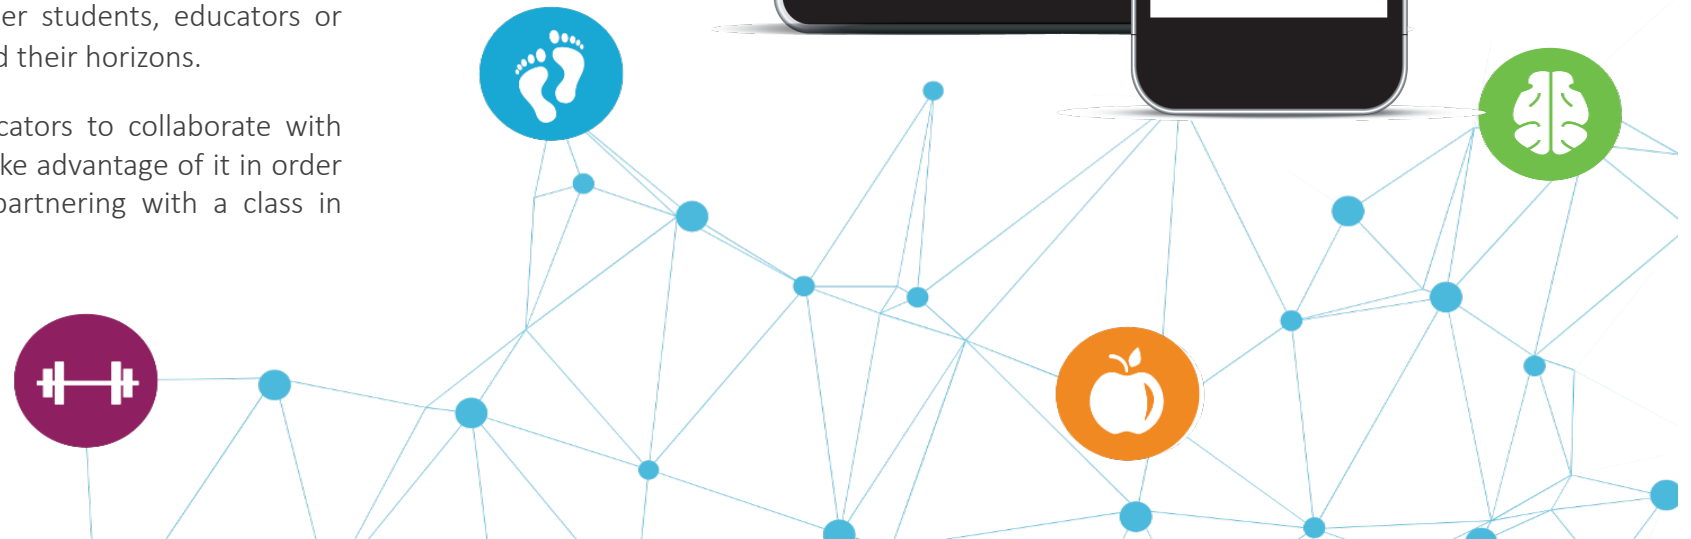 er students, educators or
d their horizons.
cators to collaborate with
ke advantage of it in order
partnering with a class in